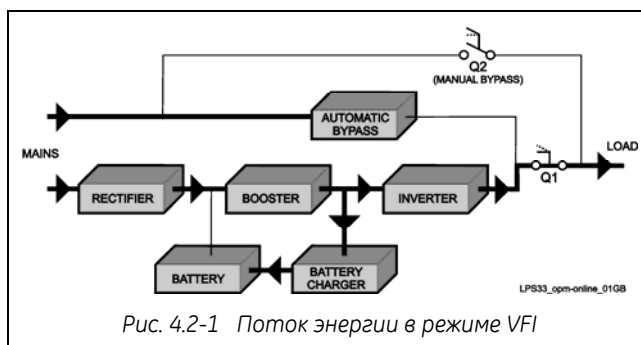 Q2
(MANUAL BYPASS)
AUTOMATIC
BYPASS
MAINS
LOAD
Q1
RECTIFIER
BOOSTER
INVERTER
BATTERY
BATTERY
CHARGER
LPS33_opm-online_01GB
Рис. 4.2-1 Поток энергии в режиме VFI